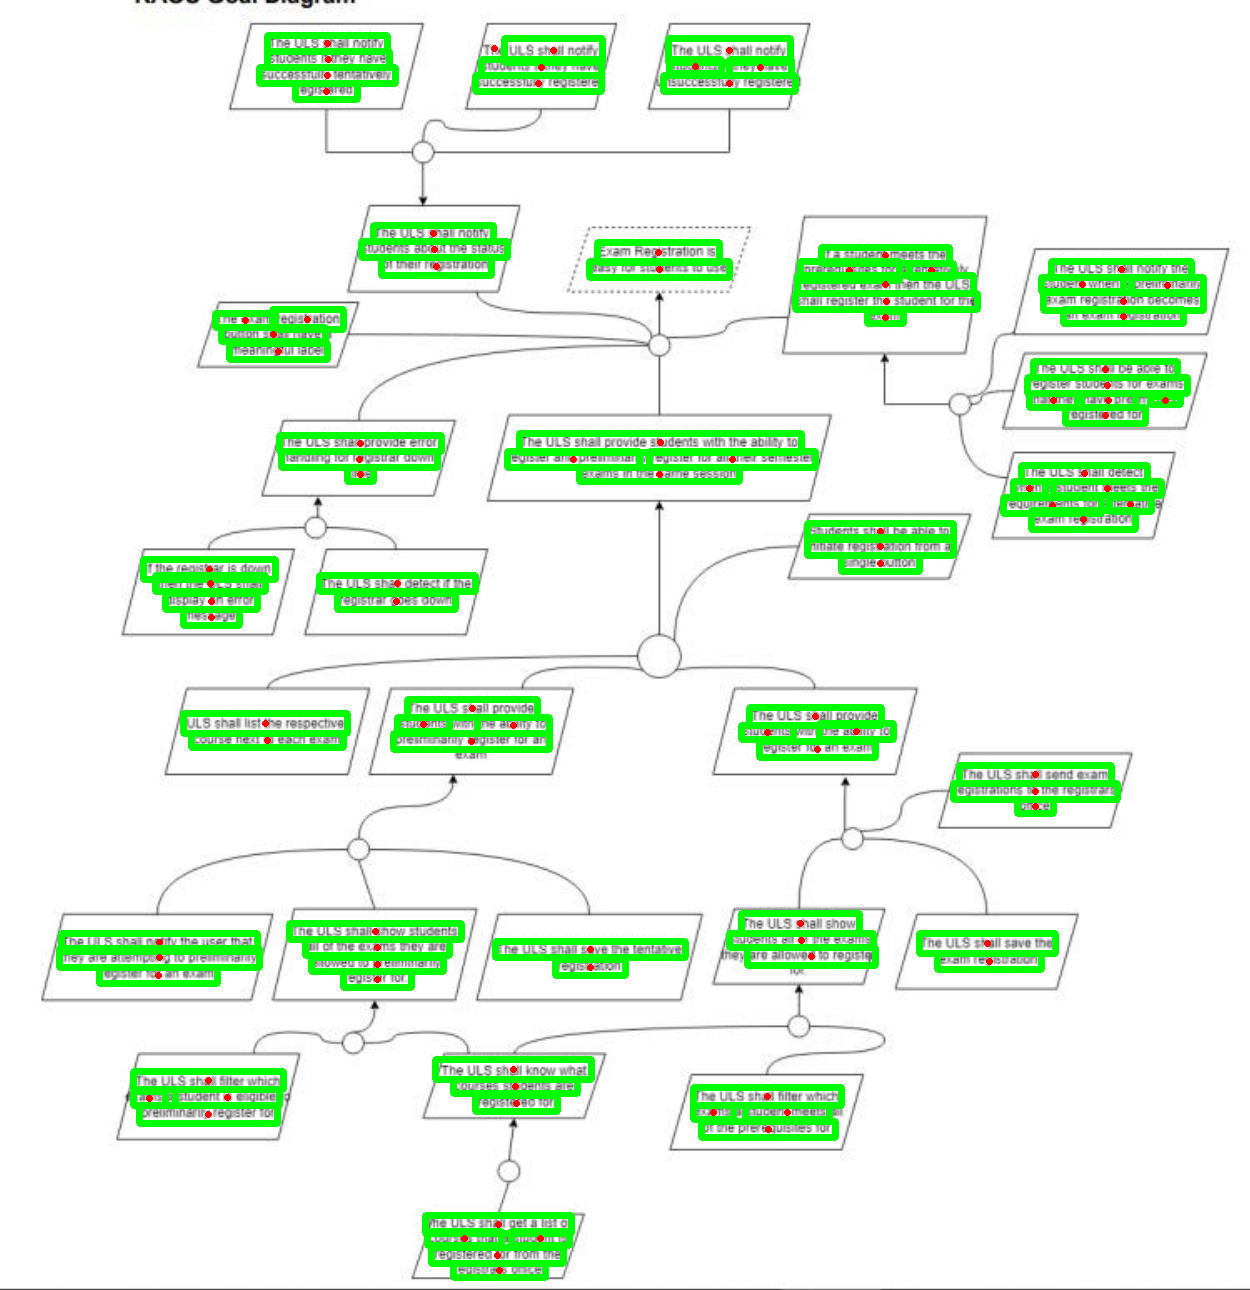 KAOS Goal Diagram
The ULS shall notify
students if they have
successfully tentatively
registered
The ULS shall notify
students if they have
successfully registered
The ULS shall notify
students they have
unsuccessfully registered
The ULS shall notify
students about the status
of their registration
Exam Registration is
easy for students to use
If a student meets the
prerequisites for a
registered exam then the ULS
shall register the student for the
exam
The ULS shall notify the
student when preliminary
exam registration becomes
an exam registration
The exam registration
button shall have
meaningful label
The ULS shall be able to
register students for exams
that they have
registered for
The ULS shall provide error
handling for registrar down
time
The ULS shall provide students with the ability to
register and preliminary register for all their semester
exams in the same session
The ULS shall detect
when student meets the
requirements for tentative
exam registration
Students shall be able to
initiate registration from a
single button
If the registrar is down
then the ULS shall
display an error
message
The ULS shall detect if the
registrar goes down
ULS shall list the respective
course next to each exam
The ULS shall provide
students with the ability to
preliminarily register for an
exam
The ULS shall provide
students with the ability to
register for an exam
The ULS shall send exam
registrations to the registrars
office
The ULS shall notify the user that
they are attempting to preliminarily
register for an exam
The ULS shall show students
all of the exams they are
allowed to preliminarily
register for.
The ULS shall save the tentative
registration
The ULS shall show
students all of the exams
they are allowed to register
for.
The ULS shall save the
exam registration
The ULS shall filter which
exams a student is eligible to
preliminarily register for
The ULS shall know what
courses students are
registered for
The ULS shall filter which
exams a student meets all
of the prerequisites for
The ULS shall get a list of
courses that a student is
registered for from the
registrars office